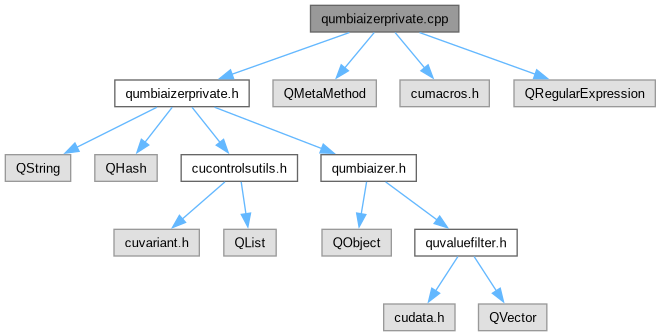 qumbiaizerprivate.cpp
qumbiaizerprivate.h
QMetaMethod
cumacros.h
QRegularExpression
QString
QHash
cucontrolsutils.h
qumbiaizer.h
cuvariant.h
QList
QObject
quvaluefilter.h
cudata.h
QVector